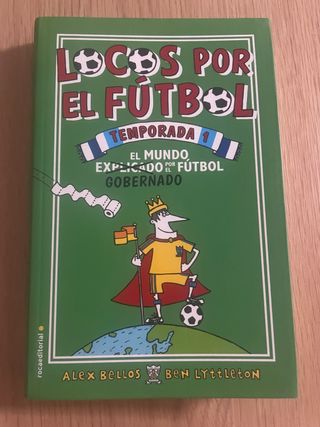 LOCOS POR
EL FÚTBOL
TEMPORADA 1
EL MUNDO
EXPLICADO POR EL FÚTBOL
GOBERNADO
rocaeditorial
ALEX BELLOS BEN LYTTLETON